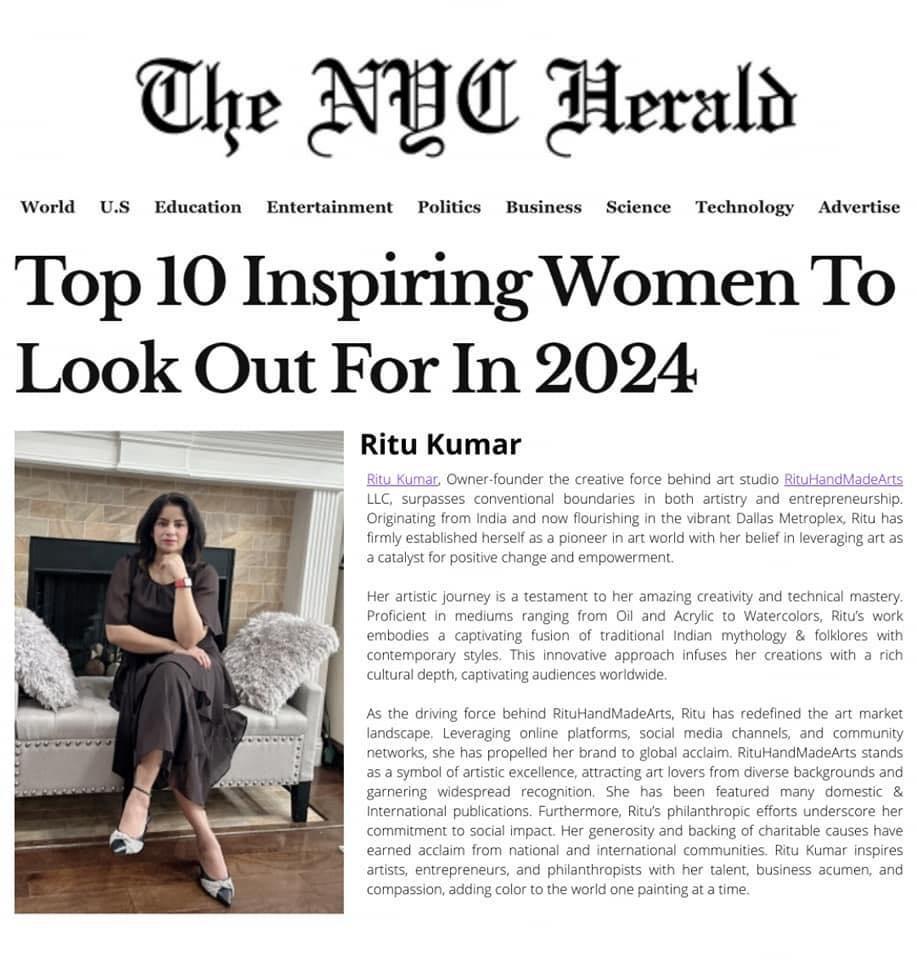 The NYC Herald
World U.S Education Entertainment Politics Business Science Technology Advertise
Top 10 Inspiring Women To
Look Out For In 2024
Ritu Kumar
Ritu Kumar, Owner-founder the creative force behind art studio RituHandMadeArts
LLC, surpasses conventional boundaries in both artistry and entrepreneurship.
Originating from India and now flourishing in the vibrant Dallas Metroplex, Ritu has
firmly established herself as a pioneer in art world with her belief in leveraging art as
a catalyst for positive change and empowerment.
Her artistic journey is a testament to her amazing creativity and technical mastery.
Proficient in mediums ranging from Oil and Acrylic to Watercolors, Ritu’s work
embodies a captivating fusion of traditional Indian mythology & folklores with
contemporary styles. This innovative approach infuses her creations with a rich
cultural depth, captivating audiences worldwide.
As the driving force behind RituHandMadeArts, Ritu has redefined the art market
landscape. Leveraging online platforms, social media channels, and community
networks, she has propelled her brand to global acclaim. RituHandMadeArts stands
as a symbol of artistic excellence, attracting art lovers from diverse backgrounds and
garnering widespread recognition. She has been featured many domestic &
International publications. Furthermore, Ritu’s philanthropic efforts underscore her
commitment to social impact. Her generosity and backing of charitable causes have
earned acclaim from national and international communities. Ritu Kumar inspires
artists, entrepreneurs, and philanthropists with her talent, business acumen, and
compassion, adding color to the world one painting at a time.